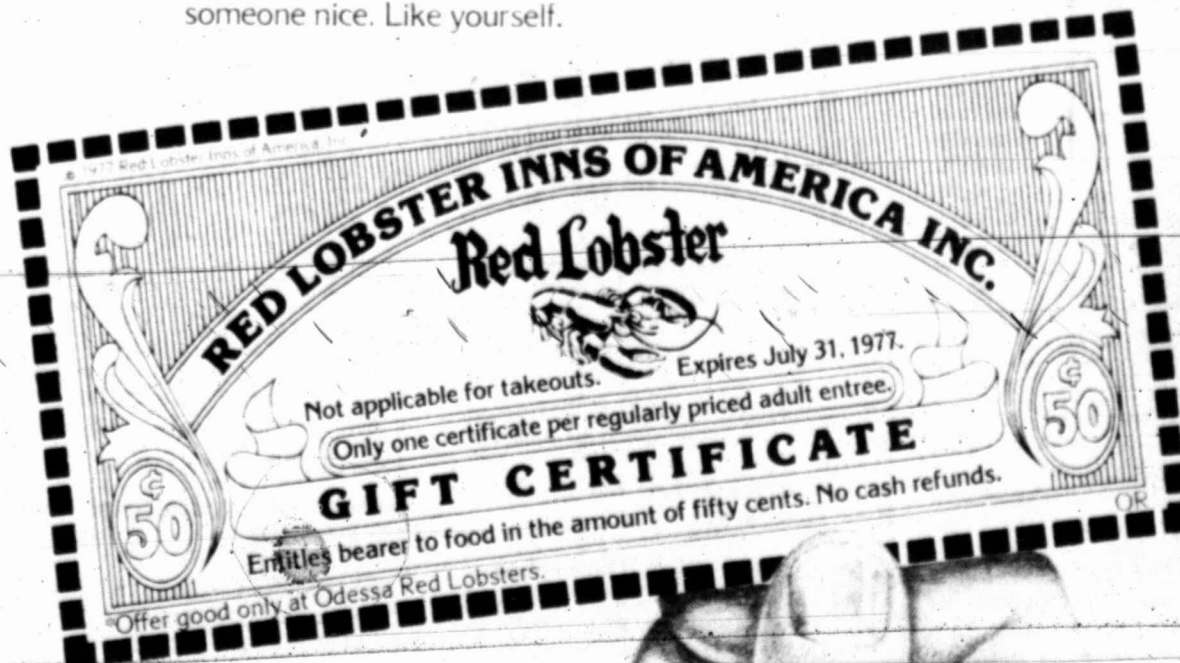 someone nice. Like yourself.
© 1977 Red Lobster Inns of America, Inc.
RED LOBSTER INNS OF AMERICA INC.
Red Lobster
Not applicable for takeouts. Expires July 31, 1977.
Only one certificate per regularly priced adult entree.
GIFT CERTIFICATE
¢ 50
¢ 50
Entitles bearer to food in the amount of fifty cents. No cash refunds.
OR
*Offer good only at Odessa Red Lobsters.